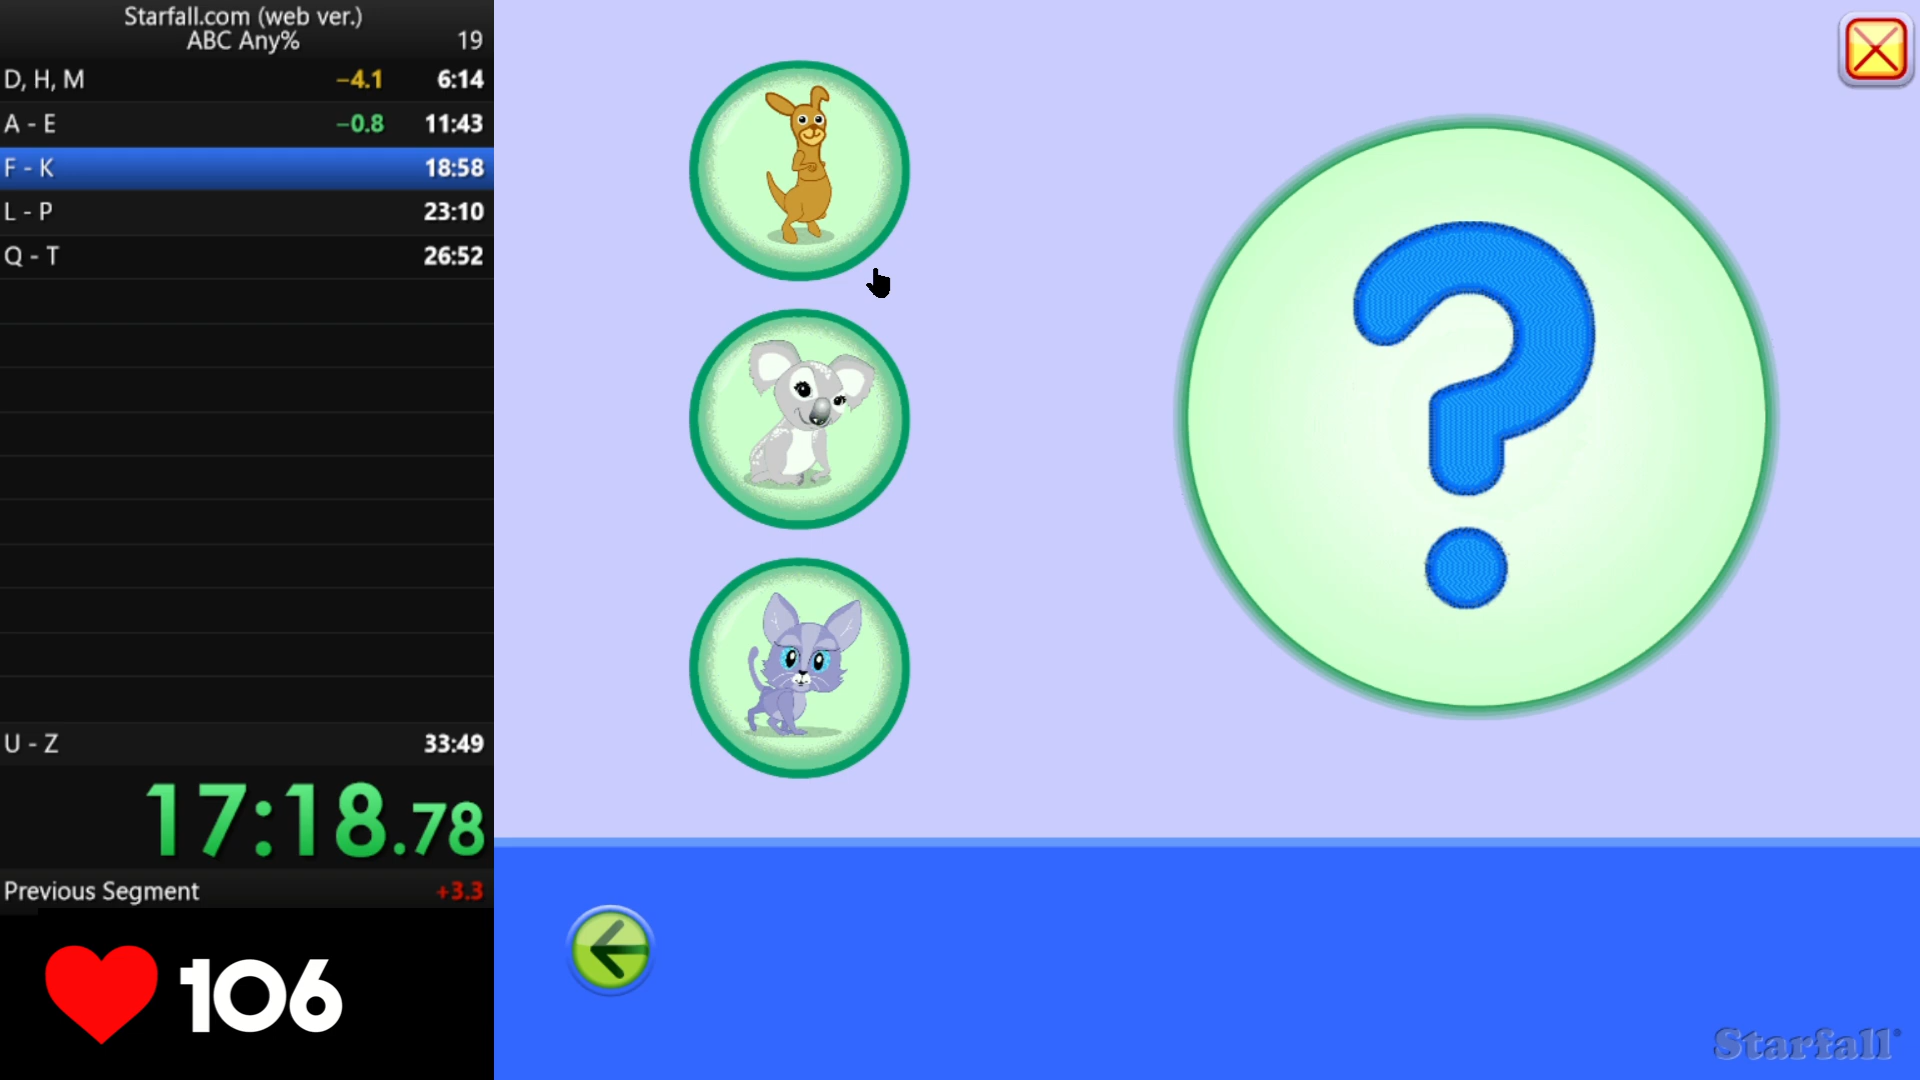 Starfall.com (web ver.)
ABC Any% 19
D, H, M −4.1 6:14
A - E −0.8 11:43
F - K 18:58
L - P 23:10
Q - T 26:52
U - Z 33:49
17:18.78
Previous Segment +3.3
106
?
Starfall